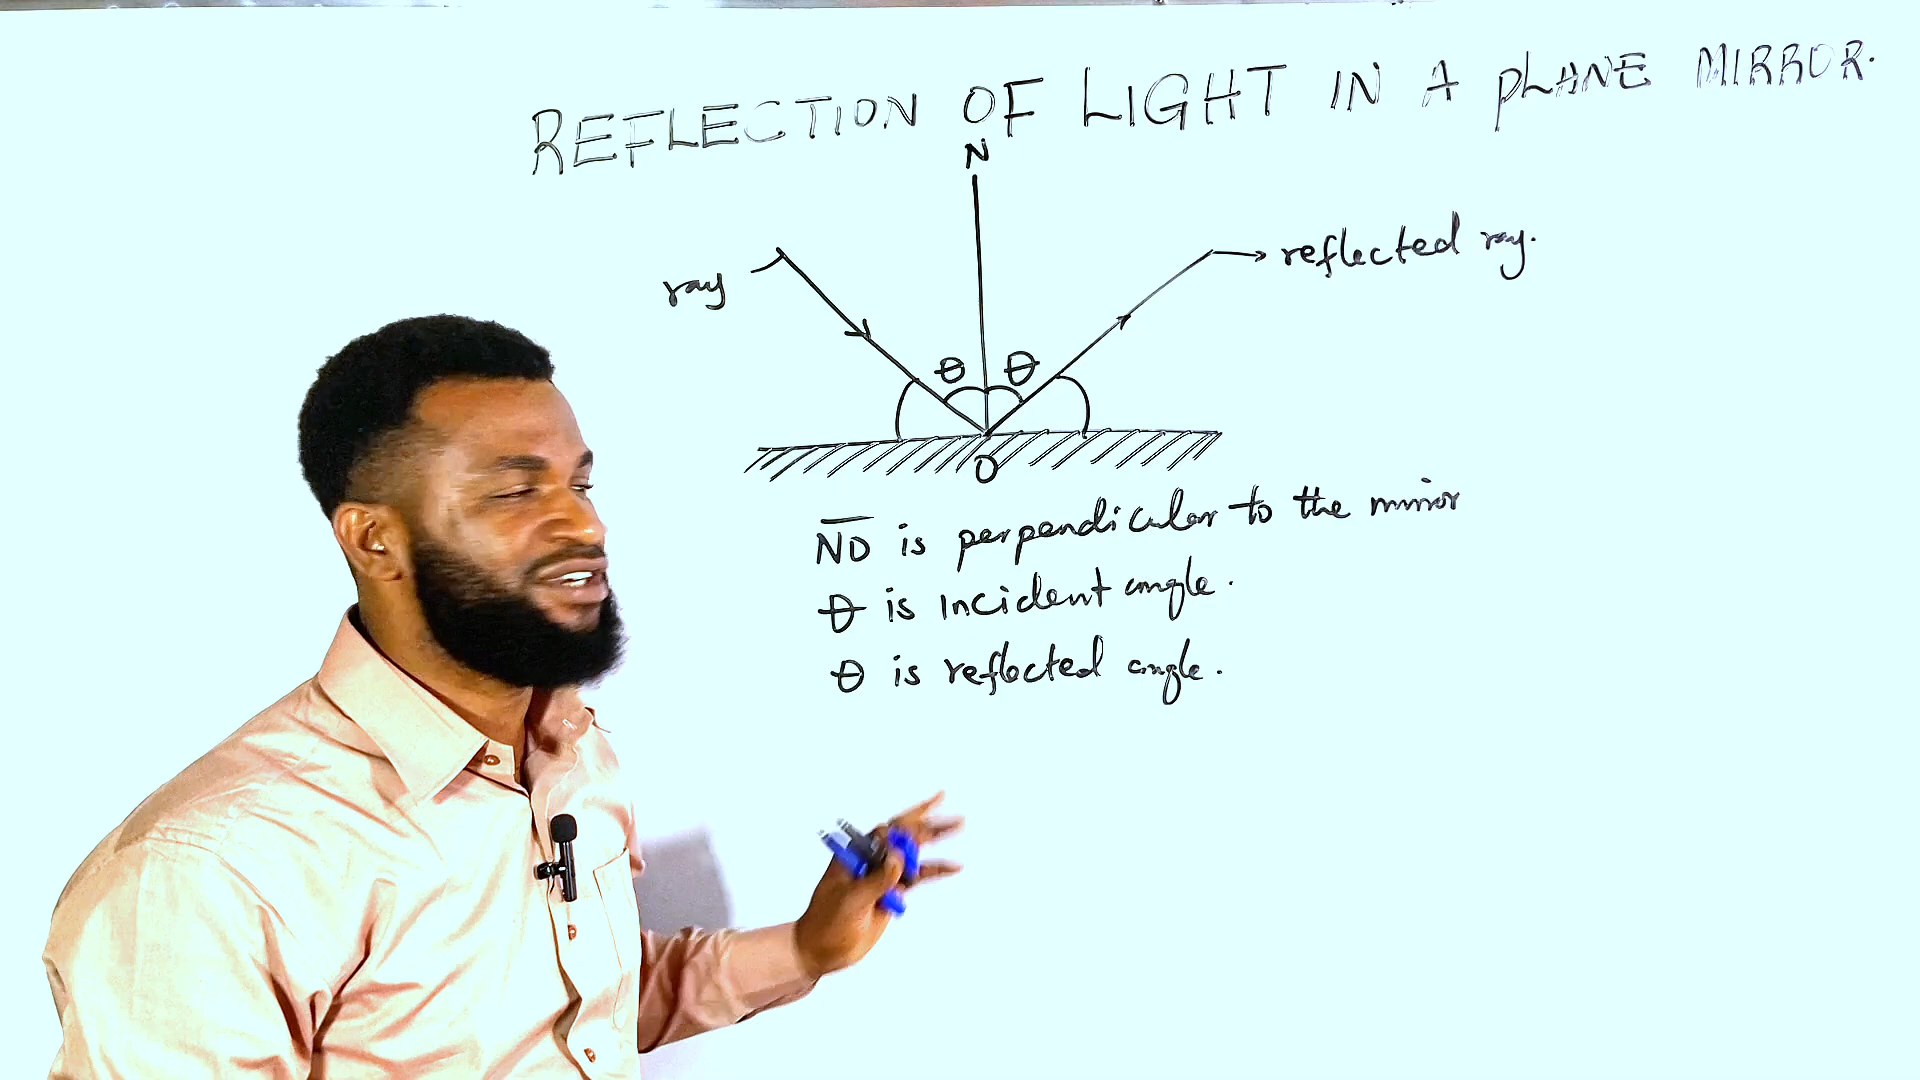 REFLECTION OF LIGHT IN A PLANE MIRROR.
N
ray
reflected ray.
θ θ
O
NO is perpendicular to the mirror
θ is incident angle.
θ is reflected angle.